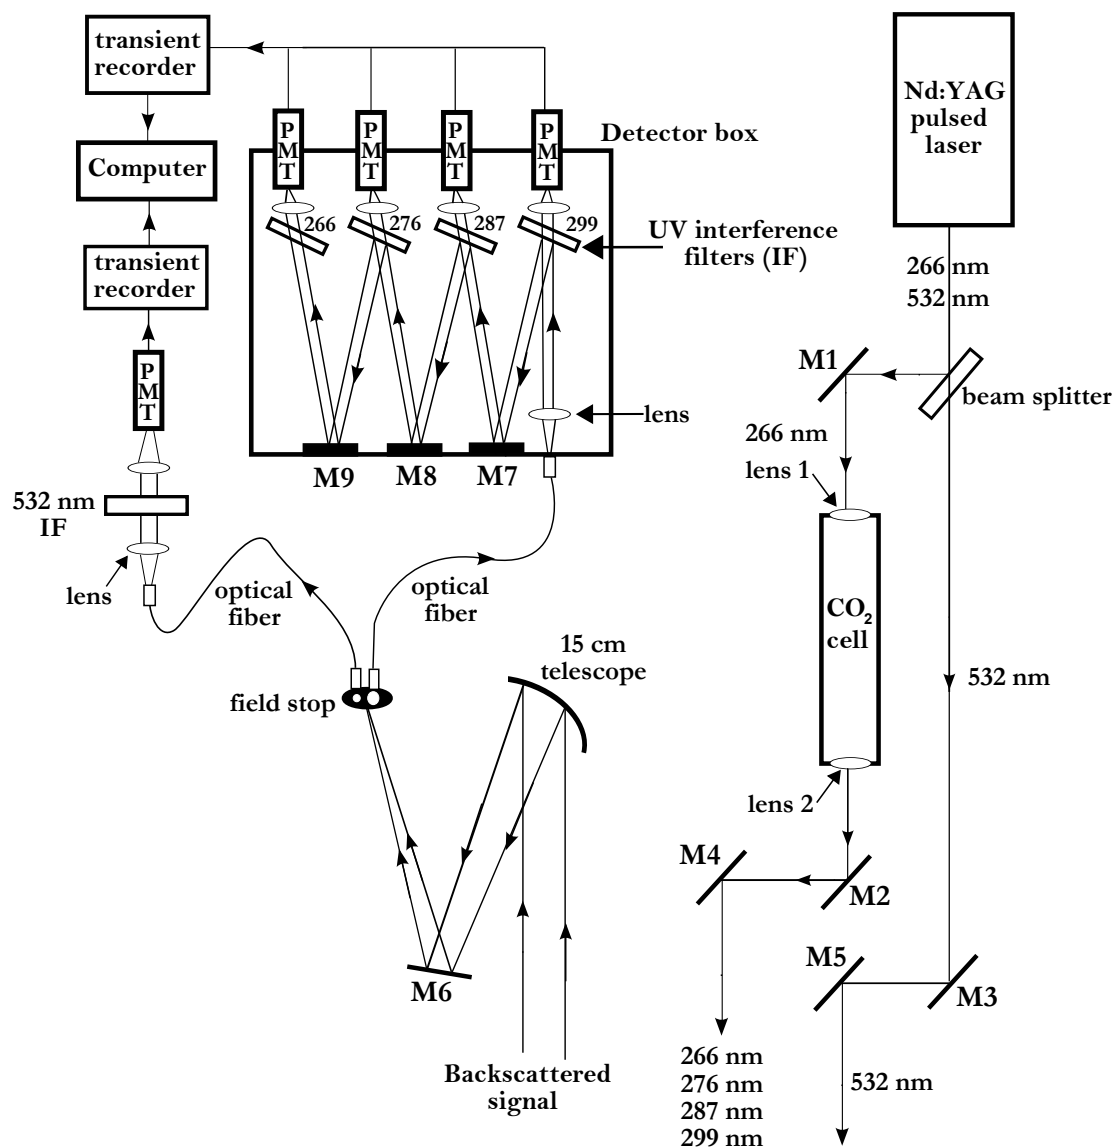 transient
recorder
Computer
transient
recorder
PMT
532 nm
IF
lens
optical
fiber
optical
fiber
field stop
15 cm
telescope
M6
Backscattered
signal
PMT
PMT
PMT
PMT
Detector box
266
276
287
299
UV interference
filters (IF)
lens
M9
M8
M7
Nd:YAG
pulsed
laser
266 nm
532 nm
M1
beam splitter
266 nm
lens 1
CO₂
cell
532 nm
lens 2
M4
M2
M5
M3
266 nm
276 nm
287 nm
299 nm
532 nm